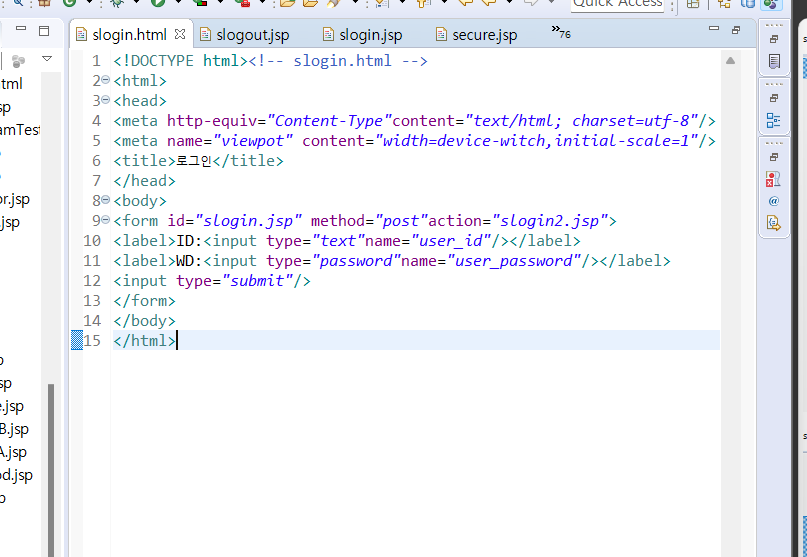 Quick Access
slogin.html
slogout.jsp
slogin.jsp
secure.jsp
»76
1 <!DOCTYPE html><!-- slogin.html -->
2 <html>
3 <head>
4 <meta http-equiv="Content-Type"content="text/html; charset=utf-8"/>
5 <meta name="viewpot" content="width=device-witch,initial-scale=1"/>
6 <title>로그인</title>
7 </head>
8 <body>
9 <form id="slogin.jsp" method="post"action="slogin2.jsp">
10 <label>ID:<input type="text"name="user_id"/></label>
11 <label>WD:<input type="password"name="user_password"/></label>
12 <input type="submit"/>
13 </form>
14 </body>
15 </html>
tml
sp
amTest
or.jsp
.jsp
sp
e.jsp
B.jsp
A.jsp
od.jsp